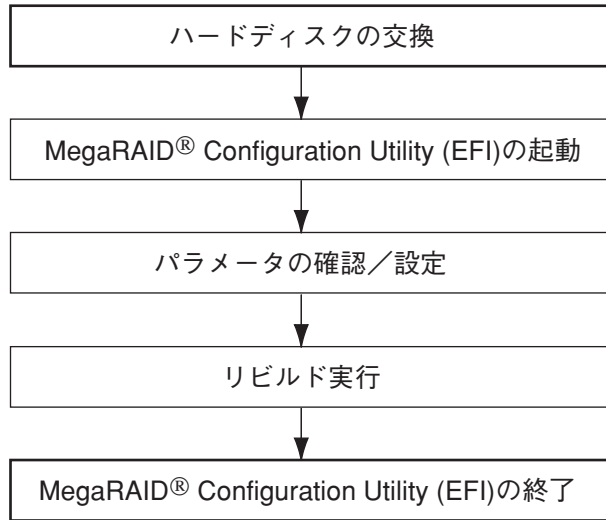 ハードディスクの交換
MegaRAID® Configuration Utility (EFI)の起動
パラメータの確認／設定
リビルド実行
MegaRAID® Configuration Utility (EFI)の終了